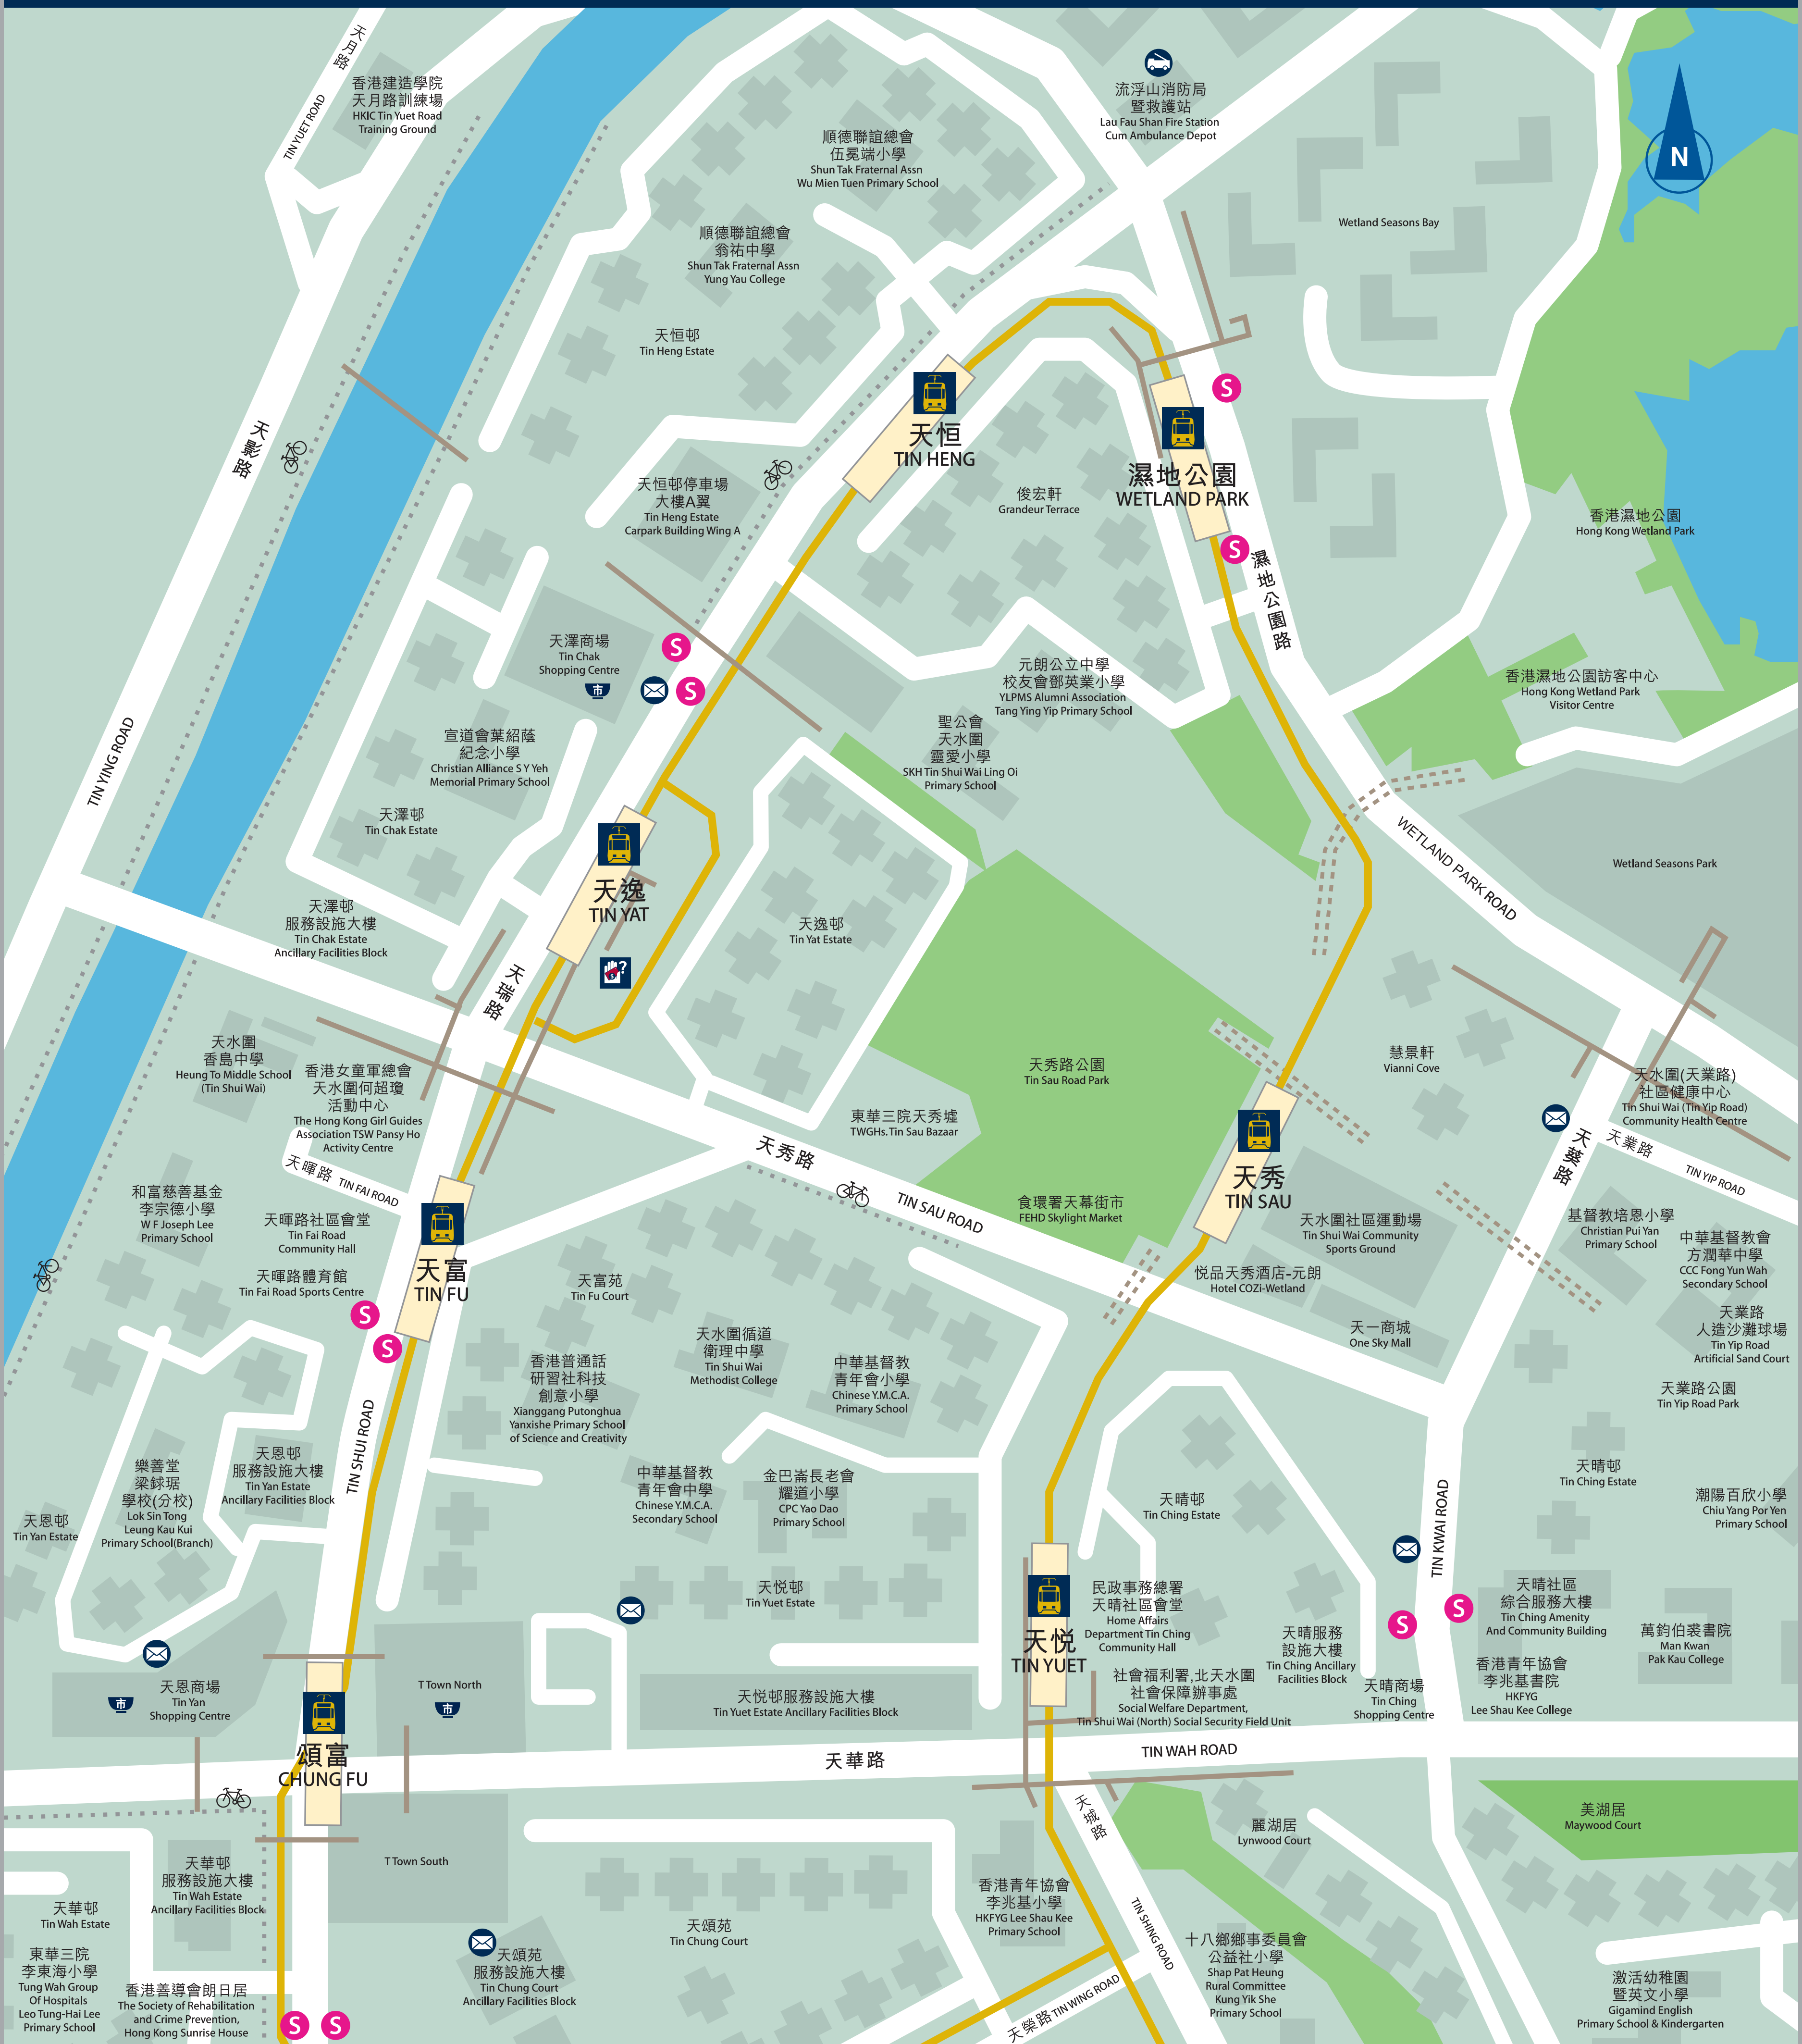 天月路
TIN YUET ROAD
香港建造學院
天月路訓練場
HKIC Tin Yuet Road
Training Ground
流浮山消防局
暨救護站
Lau Fau Shan Fire Station
Cum Ambulance Depot
N
順德聯誼總會
伍冕端小學
Shun Tak Fraternal Assn
Wu Mien Tuen Primary School
Wetland Seasons Bay
順德聯誼總會
翁祐中學
Shun Tak Fraternal Assn
Yung Yau College
天恒邨
Tin Heng Estate
S
天恒
TIN HENG
天影路
濕地公園
WETLAND PARK
天恒邨停車場
大樓A翼
Tin Heng Estate
Carpark Building Wing A
俊宏軒
Grandeur Terrace
香港濕地公園
Hong Kong Wetland Park
S
濕地公園路
天澤商場
Tin Chak
Shopping Centre
市
S
S
元朗公立中學
校友會鄧英業小學
YLPMS Alumni Association
Tang Ying Yip Primary School
香港濕地公園訪客中心
Hong Kong Wetland Park
Visitor Centre
聖公會
天水圍
靈愛小學
SKH Tin Shui Wai Ling Oi
Primary School
宣道會葉紹蔭
紀念小學
Christian Alliance S Y Yeh
Memorial Primary School
TIN YING ROAD
天澤邨
Tin Chak Estate
WETLAND PARK ROAD
Wetland Seasons Park
天逸
TIN YAT
天澤邨
服務設施大樓
Tin Chak Estate
Ancillary Facilities Block
天逸邨
Tin Yat Estate
?
天瑞路
天水圍
香島中學
Heung To Middle School
(Tin Shui Wai)
香港女童軍總會
天水圍何超瓊
活動中心
The Hong Kong Girl Guides
Association TSW Pansy Ho
Activity Centre
天秀路公園
Tin Sau Road Park
慧景軒
Vianni Cove
天水圍(天業路)
社區健康中心
Tin Shui Wai (Tin Yip Road)
Community Health Centre
東華三院天秀墟
TWGHs. Tin Sau Bazaar
天秀路
TIN SAU ROAD
天葵路
天業路
TIN YIP ROAD
天暉路 TIN FAI ROAD
天秀
TIN SAU
和富慈善基金
李宗德小學
W F Joseph Lee
Primary School
天暉路社區會堂
Tin Fai Road
Community Hall
食環署天幕街市
FEHD Skylight Market
天水圍社區運動場
Tin Shui Wai Community
Sports Ground
基督教培恩小學
Christian Pui Yan
Primary School
中華基督教會
方潤華中學
CCC Fong Yun Wah
Secondary School
天富
TIN FU
天暉路體育館
Tin Fai Road Sports Centre
S
S
天富苑
Tin Fu Court
悅品天秀酒店-元朗
Hotel COZi-Wetland
天一商城
One Sky Mall
天業路
人造沙灘球場
Tin Yip Road
Artificial Sand Court
天水圍循道
衛理中學
Tin Shui Wai
Methodist College
香港普通話
研習社科技
創意小學
Xianggang Putonghua
Yanxishe Primary School
of Science and Creativity
中華基督教
青年會小學
Chinese Y.M.C.A.
Primary School
天業路公園
Tin Yip Road Park
TIN SHUI ROAD
天恩邨
服務設施大樓
Tin Yan Estate
Ancillary Facilities Block
樂善堂
梁銶琚
學校(分校)
Lok Sin Tong
Leung Kau Kui
Primary School(Branch)
天恩邨
Tin Yan Estate
中華基督教
青年會中學
Chinese Y.M.C.A.
Secondary School
金巴崙長老會
耀道小學
CPC Yao Dao
Primary School
天晴邨
Tin Ching Estate
TIN KWAI ROAD
天晴邨
Tin Ching Estate
潮陽百欣小學
Chiu Yang Por Yen
Primary School
天悅邨
Tin Yuet Estate
天悅
TIN YUET
民政事務總署
天晴社區會堂
Home Affairs
Department Tin Ching
Community Hall
S
S
天晴社區
綜合服務大樓
Tin Ching Amenity
And Community Building
天晴服務
設施大樓
Tin Ching Ancillary
Facilities Block
萬鈞伯裘書院
Man Kwan
Pak Kau College
香港青年協會
李兆基書院
HKFYG
Lee Shau Kee College
天晴商場
Tin Ching
Shopping Centre
社會福利署,北天水圍
社會保障辦事處
Social Welfare Department,
Tin Shui Wai (North) Social Security Field Unit
天恩商場
Tin Yan
Shopping Centre
市
T Town North
市
天悅邨服務設施大樓
Tin Yuet Estate Ancillary Facilities Block
頌富
CHUNG FU
天華路
TIN WAH ROAD
天城路
TIN SHING ROAD
麗湖居
Lynwood Court
美湖居
Maywood Court
天華邨
服務設施大樓
Tin Wah Estate
Ancillary Facilities Block
T Town South
天華邨
Tin Wah Estate
香港青年協會
李兆基小學
HKFYG Lee Shau Kee
Primary School
天頌苑
Tin Chung Court
天頌苑
服務設施大樓
Tin Chung Court
Ancillary Facilities Block
十八鄉鄉事委員會
公益社小學
Shap Pat Heung
Rural Committee
Kung Yik She
Primary School
東華三院
李東海小學
Tung Wah Group
Of Hospitals
Leo Tung-Hai Lee
Primary School
香港善導會朗日居
The Society of Rehabilitation
and Crime Prevention,
Hong Kong Sunrise House
S
S
天榮路 TIN WING ROAD
激活幼稚園
暨英文小學
Gigamind English
Primary School & Kindergarten